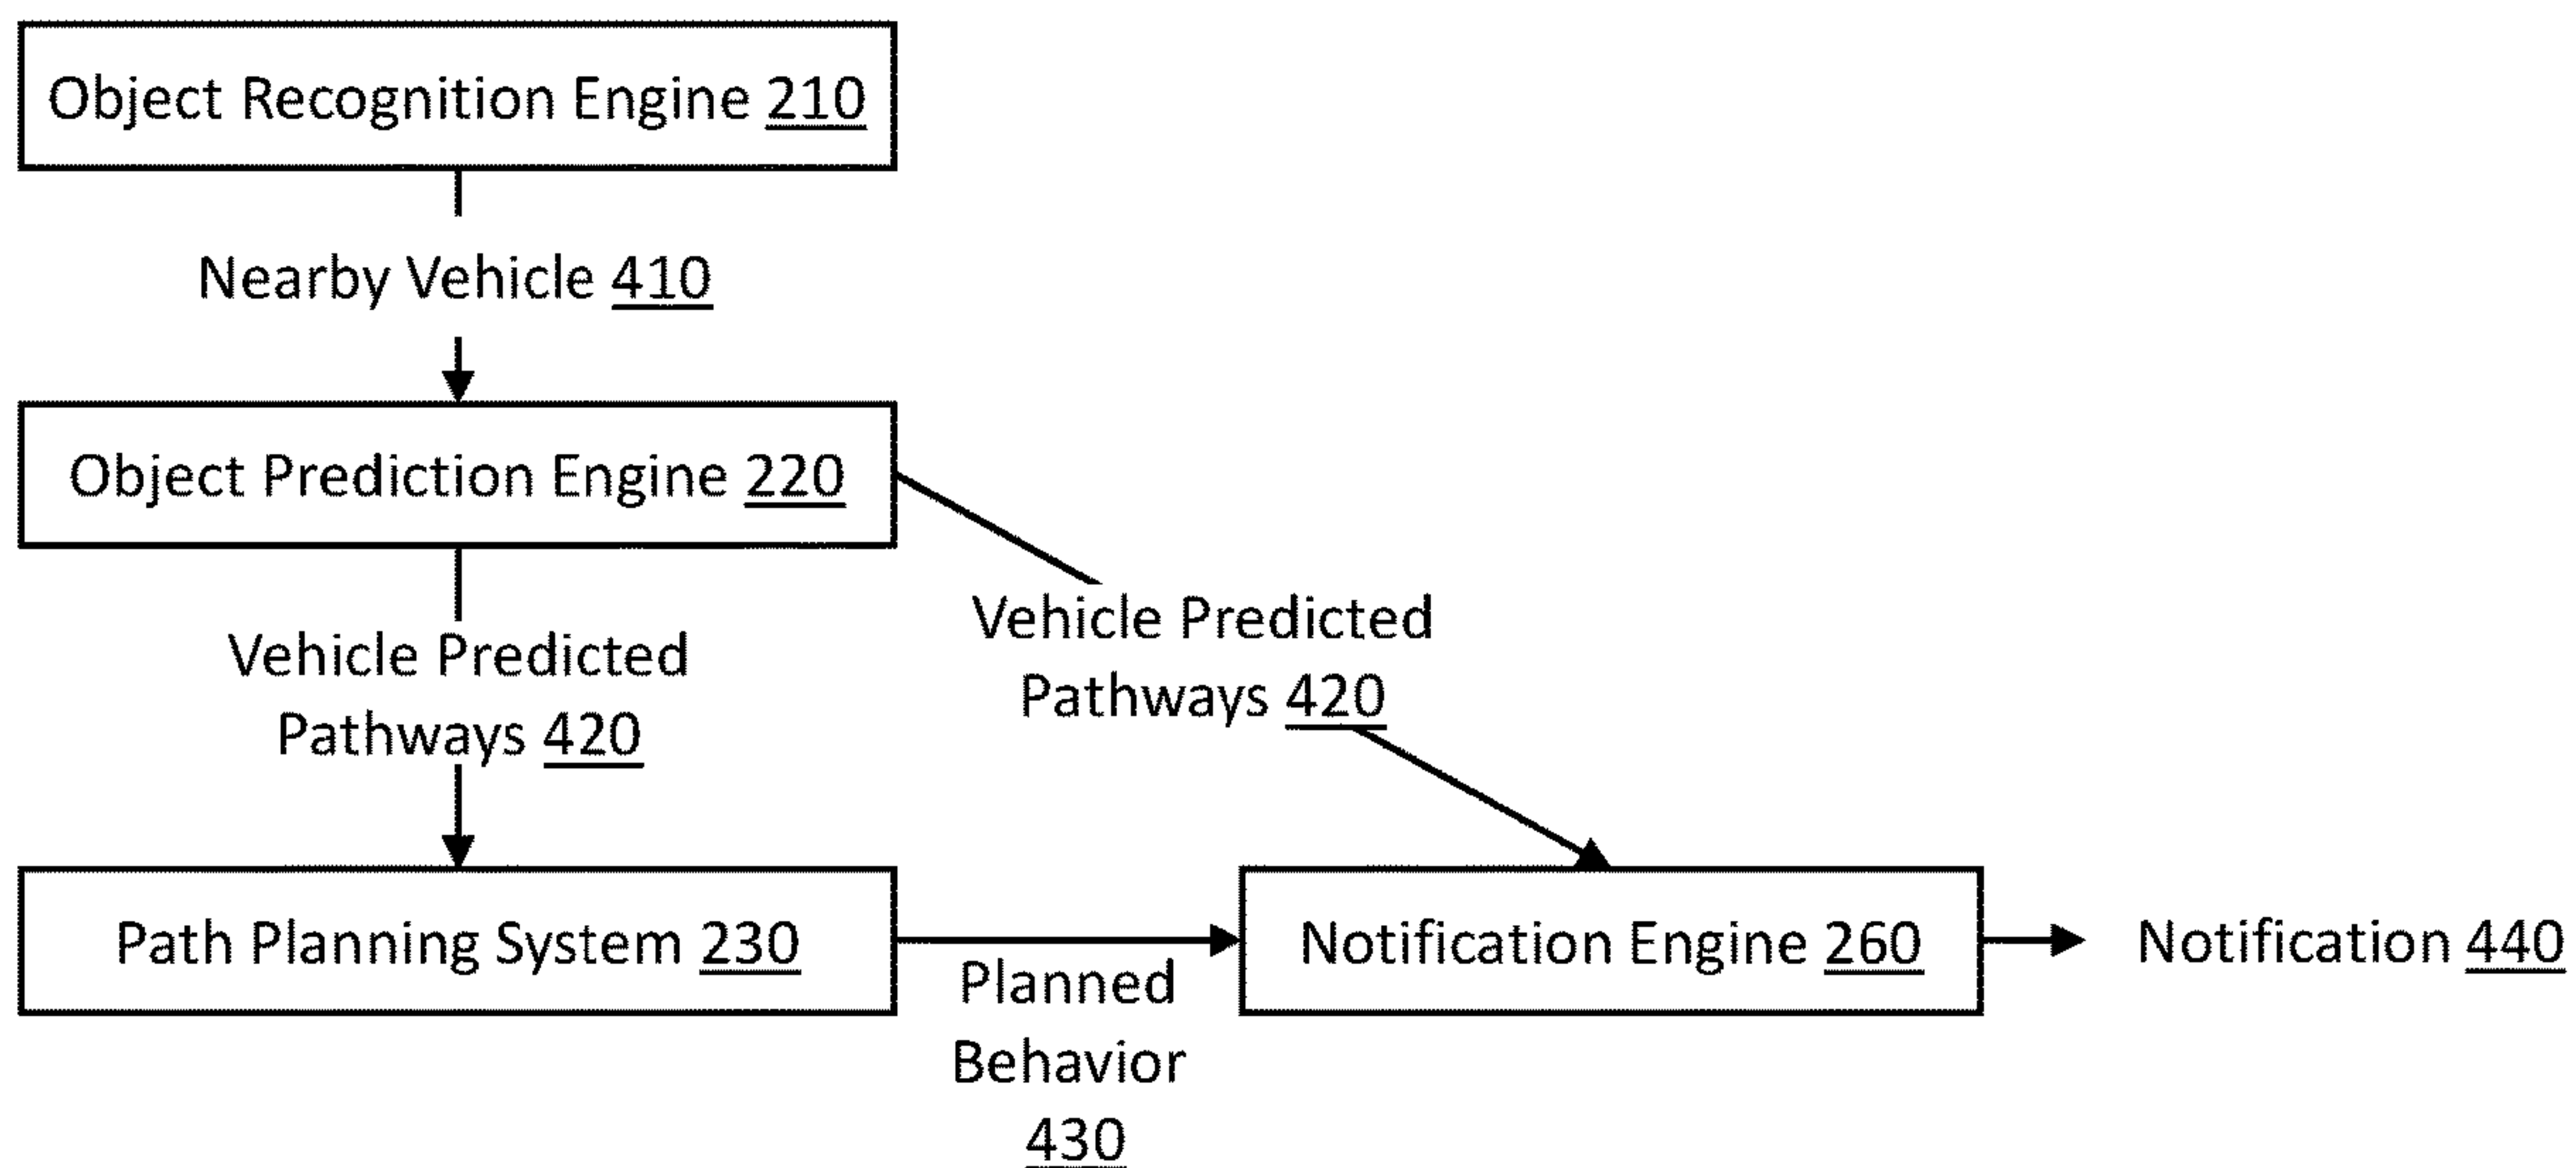 Object Recognition Engine 210
Nearby Vehicle 410
Object Prediction Engine 220
Vehicle Predicted
Pathways 420
Vehicle Predicted
Pathways 420
Path Planning System 230
Planned
Behavior
430
Notification Engine 260
Notification 440